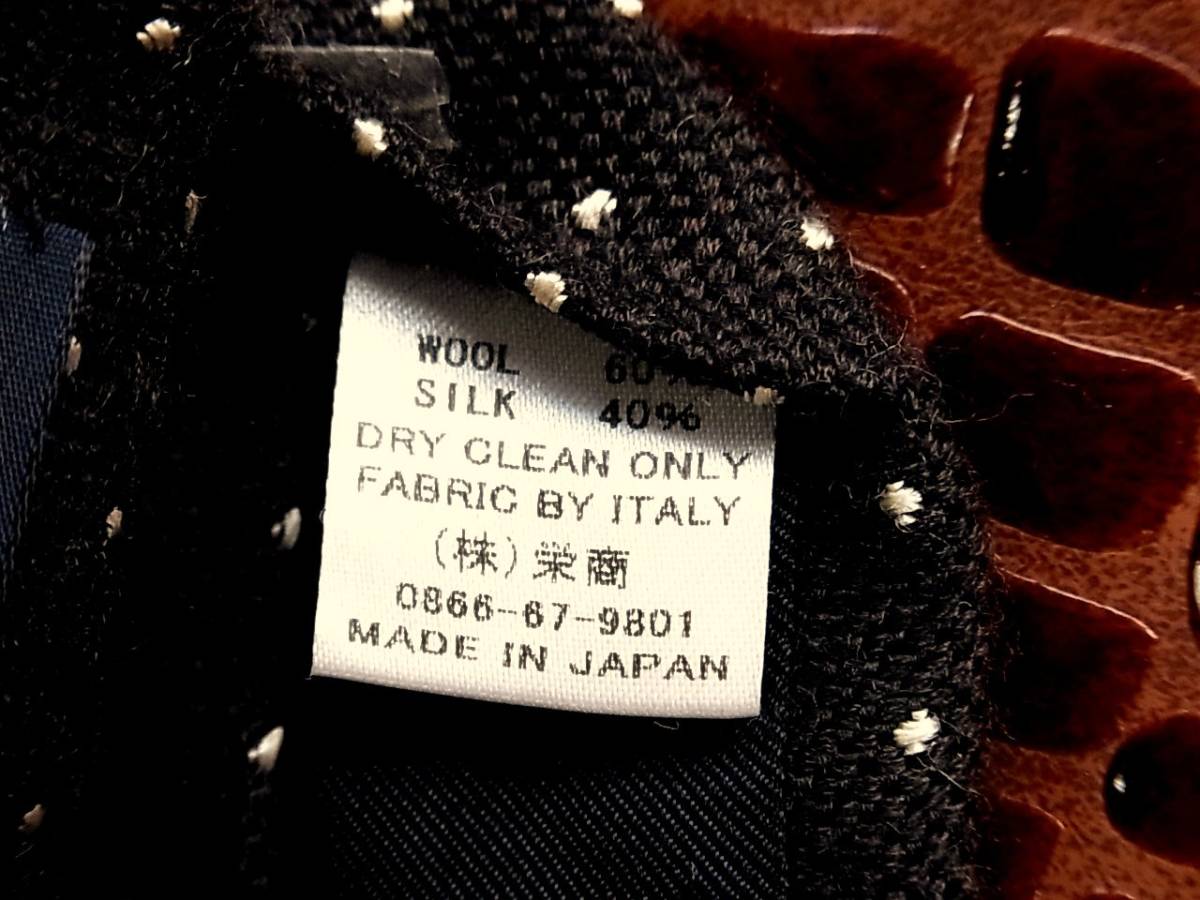 WOOL 60%
SILK 40%
DRY CLEAN ONLY
FABRIC BY ITALY
(株)栄商
0866-67-9801
MADE IN JAPAN